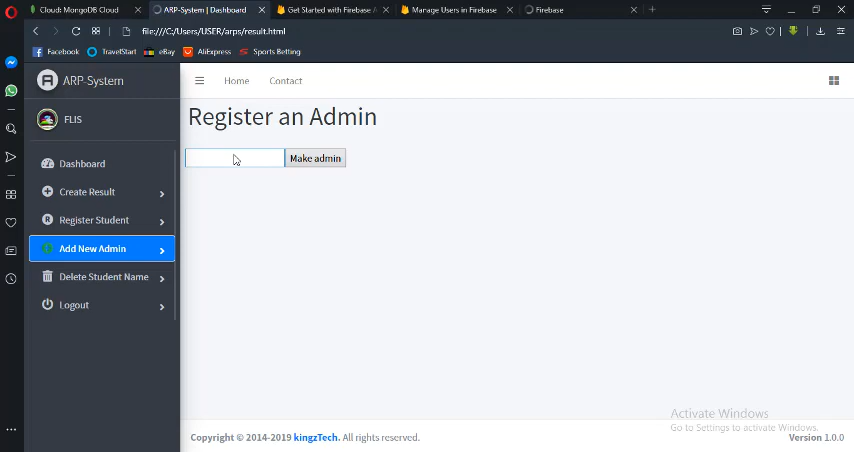 Cloud: MongoDB Cloud
ARP-System | Dashboard
Get Started with Firebase A
Manage Users in Firebase
Firebase
file:///C:/Users/USER/arps/result.html
Facebook
TravelStart
eBay
AliExpress
Sports Betting
ARP-System
Home
Contact
FLIS
Register an Admin
Make admin
Dashboard
Create Result
Register Student
Add New Admin
Delete Student Name
Logout
Activate Windows
Go to Settings to activate Windows.
Copyright © 2014-2019 kingzTech. All rights reserved.
Version 1.0.0